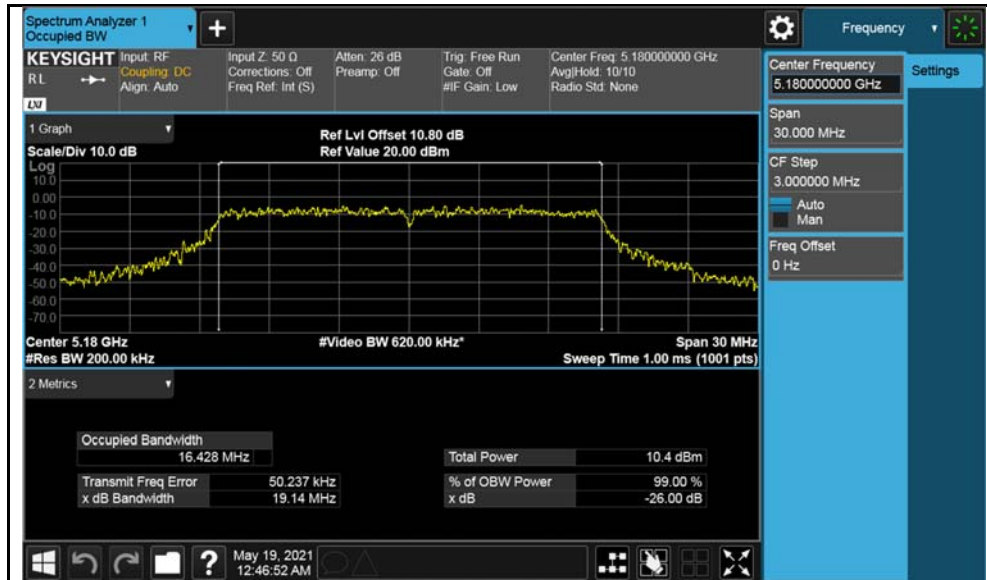 Spectrum Analyzer 1
Occupied BW
+
Frequency
KEYSIGHT
R L
LXI
Input: RF
Coupling: DC
Align: Auto
Input Z: 50 Ω
Corrections: Off
Freq Ref: Int (S)
Atten: 26 dB
Preamp: Off
Trig: Free Run
Gate: Off
#IF Gain: Low
Center Freq: 5.180000000 GHz
Avg|Hold: 10/10
Radio Std: None
Center Frequency
5.180000000 GHz
Settings
Span
30.000 MHz
CF Step
3.000000 MHz
Auto
Man
Freq Offset
0 Hz
1 Graph
Scale/Div 10.0 dB
Ref Lvl Offset 10.80 dB
Ref Value 20.00 dBm
Log
10.0
0.00
-10.0
-20.0
-30.0
-40.0
-50.0
-60.0
-70.0
Center 5.18 GHz
#Video BW 620.00 kHz*
Span 30 MHz
#Res BW 200.00 kHz
Sweep Time 1.00 ms (1001 pts)
2 Metrics
Occupied Bandwidth
16.428 MHz
Total Power 10.4 dBm
Transmit Freq Error 50.237 kHz
% of OBW Power 99.00 %
x dB Bandwidth 19.14 MHz
x dB -26.00 dB
?
May 19, 2021
12:46:52 AM